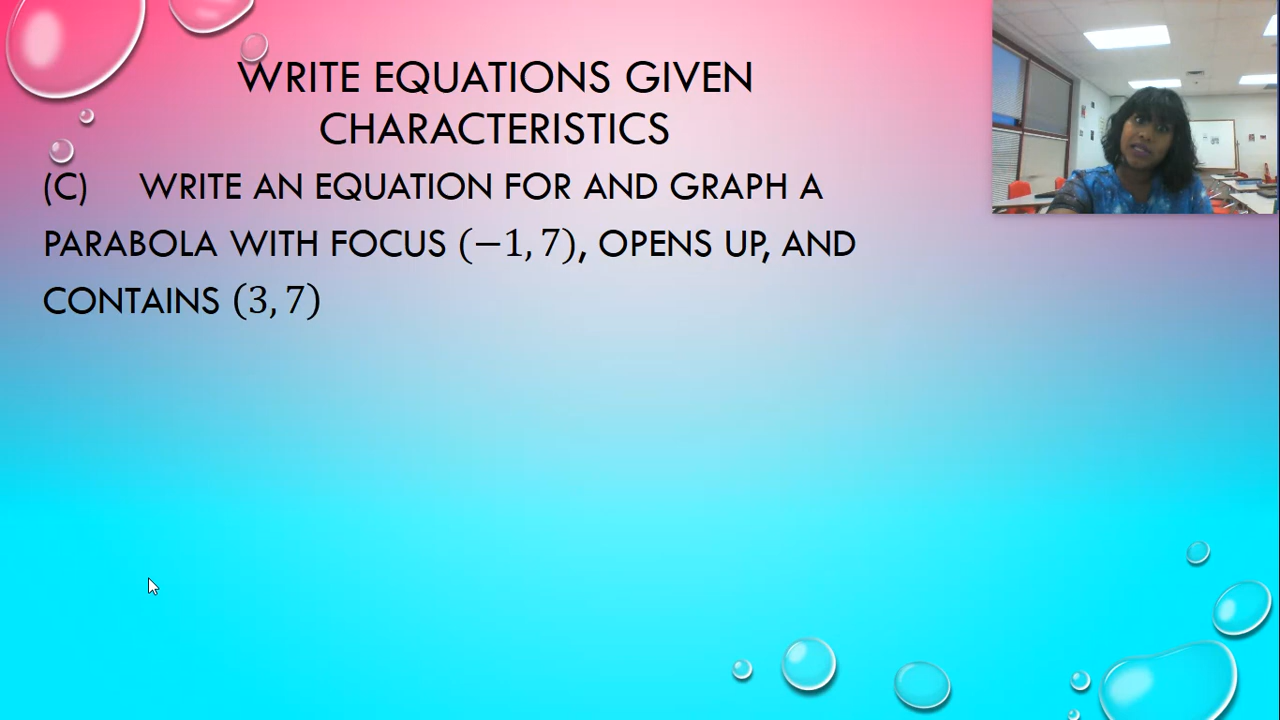 WRITE EQUATIONS GIVEN
CHARACTERISTICS
(C) WRITE AN EQUATION FOR AND GRAPH A
PARABOLA WITH FOCUS (−1, 7), OPENS UP, AND
CONTAINS (3, 7)